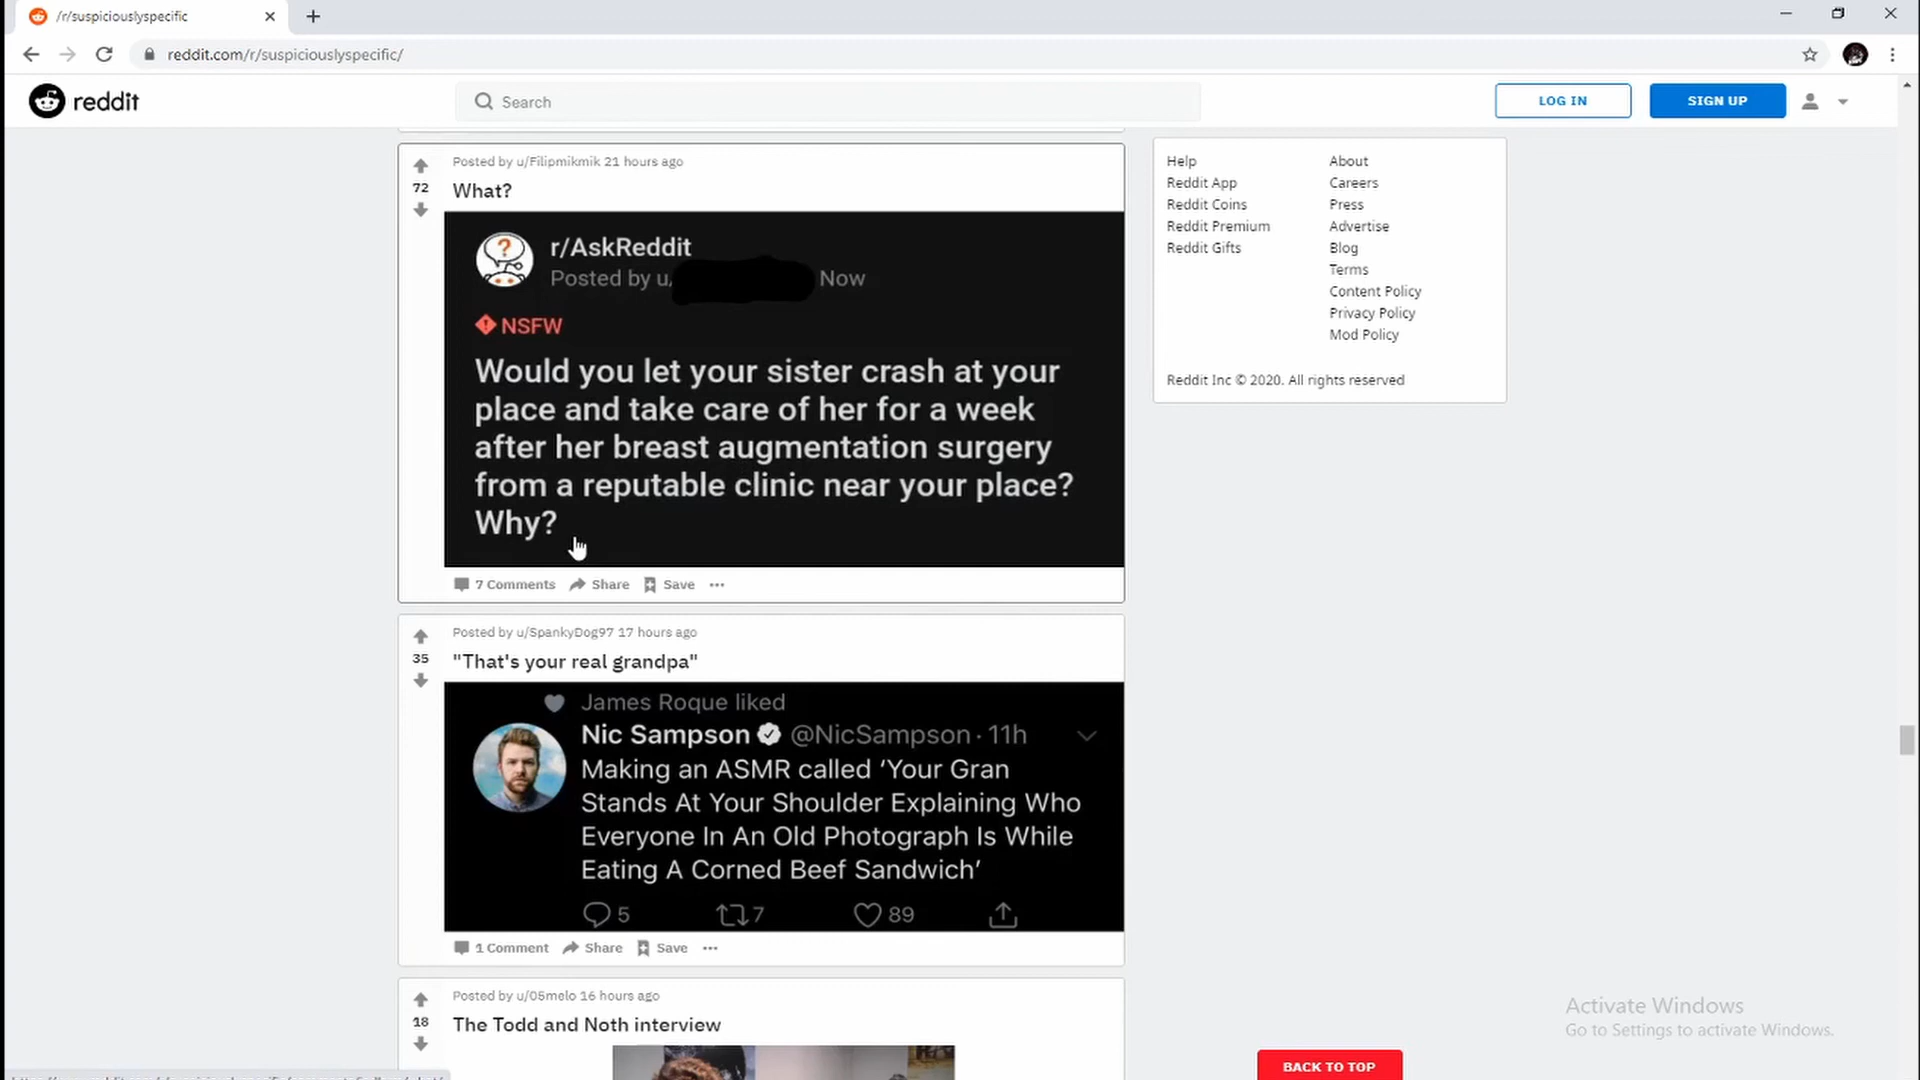 /r/suspiciouslyspecific
reddit.com/r/suspiciouslyspecific/
reddit
Search
LOG IN
SIGN UP
Posted by u/Filipmikmik 21 hours ago
72
What?
r/AskReddit
Posted by u/
Now
NSFW
Would you let your sister crash at your
place and take care of her for a week
after her breast augmentation surgery
from a reputable clinic near your place?
Why?
7 Comments
Share
Save
Posted by u/SpankyDog97 17 hours ago
35
"That's your real grandpa"
James Roque liked
Nic Sampson @NicSampson · 11h
Making an ASMR called ‘Your Gran
Stands At Your Shoulder Explaining Who
Everyone In An Old Photograph Is While
Eating A Corned Beef Sandwich’
5
7
89
1 Comment
Share
Save
Posted by u/05melo 16 hours ago
18
The Todd and Noth interview
Help
About
Reddit App
Careers
Reddit Coins
Press
Reddit Premium
Advertise
Reddit Gifts
Blog
Terms
Content Policy
Privacy Policy
Mod Policy
Reddit Inc © 2020. All rights reserved
Activate Windows
Go to Settings to activate Windows.
BACK TO TOP